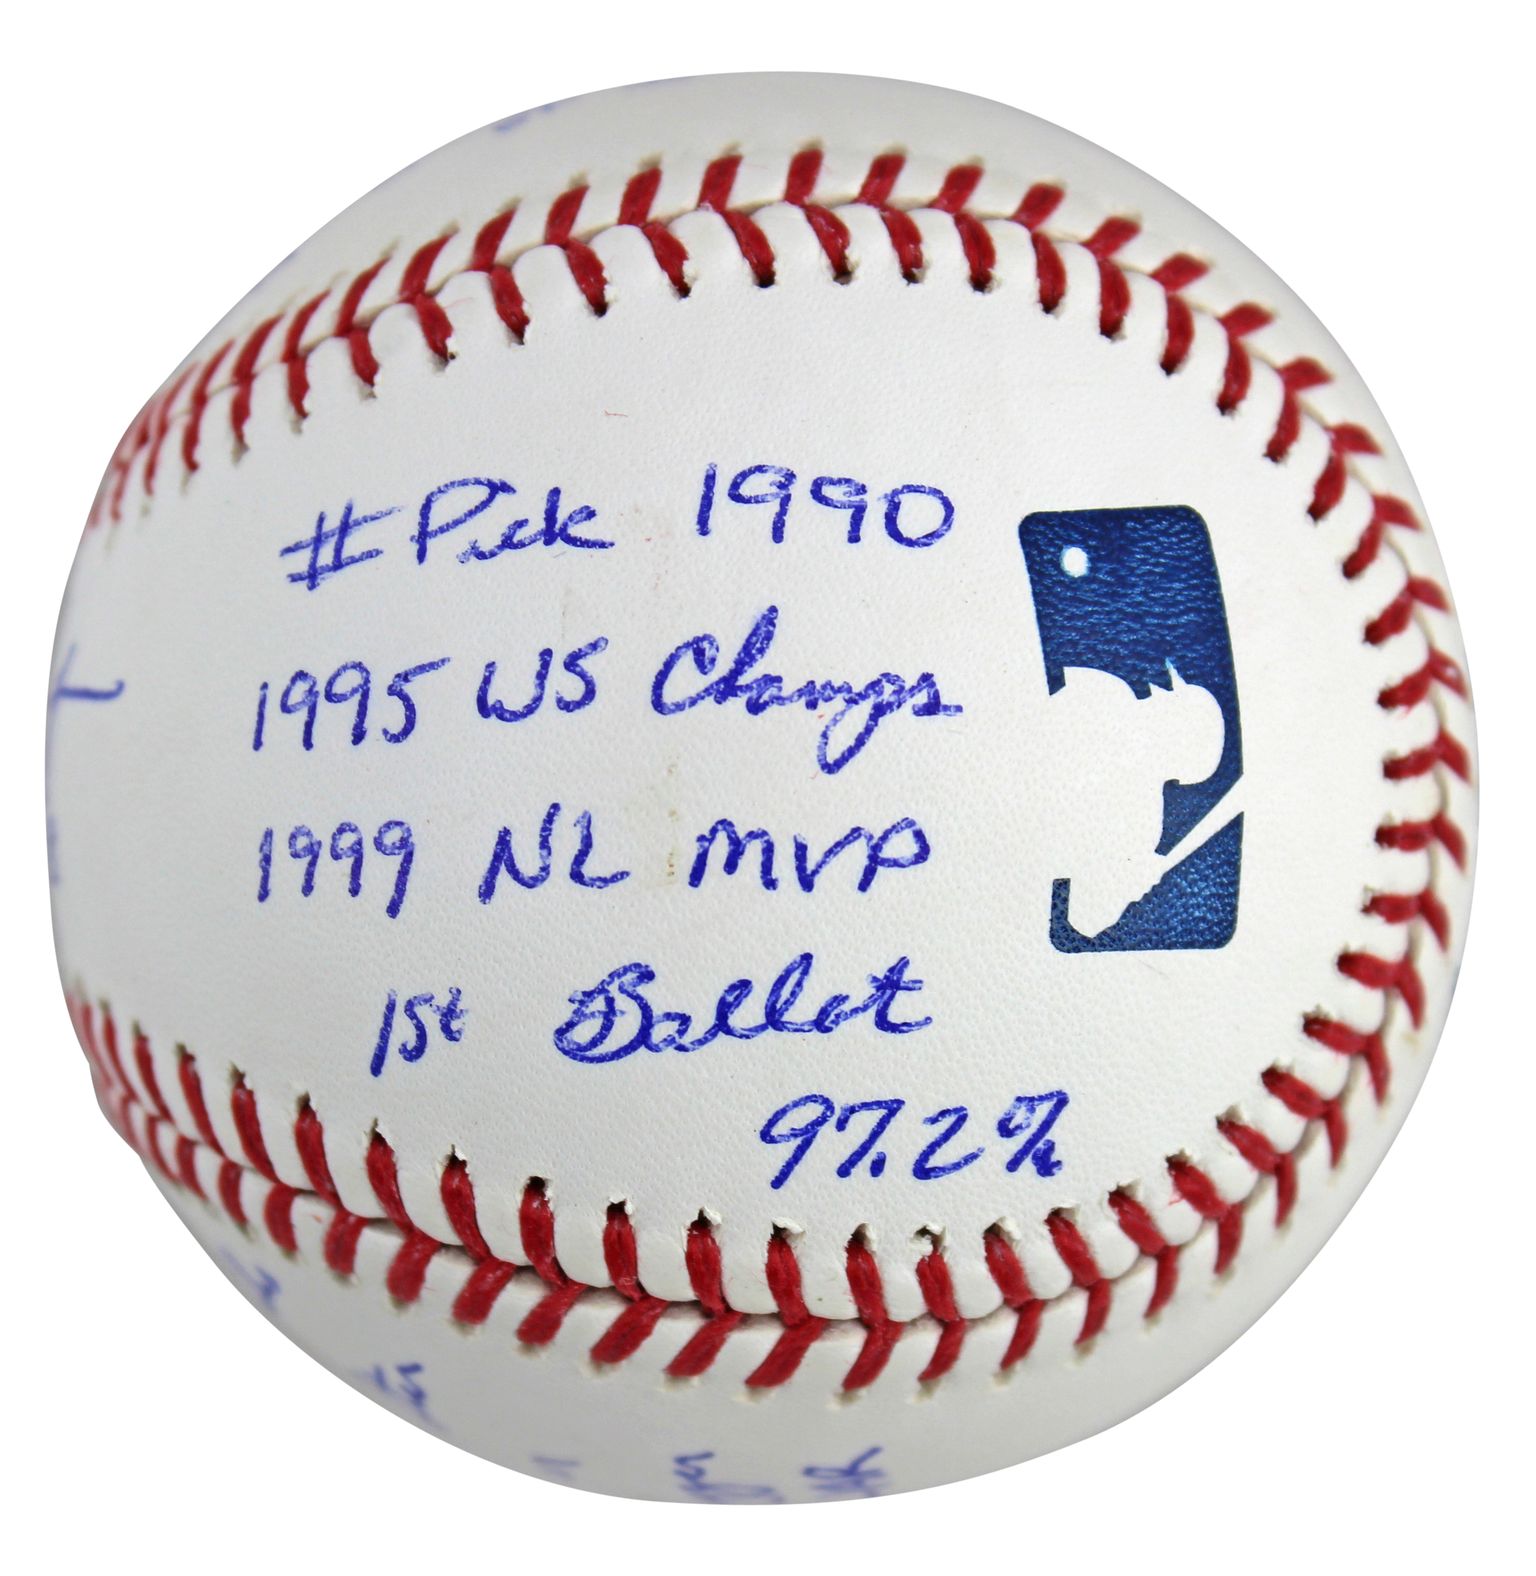 #Pick 1990
1995 WS Champs
1999 NL MVP
1st Ballot
97.2%